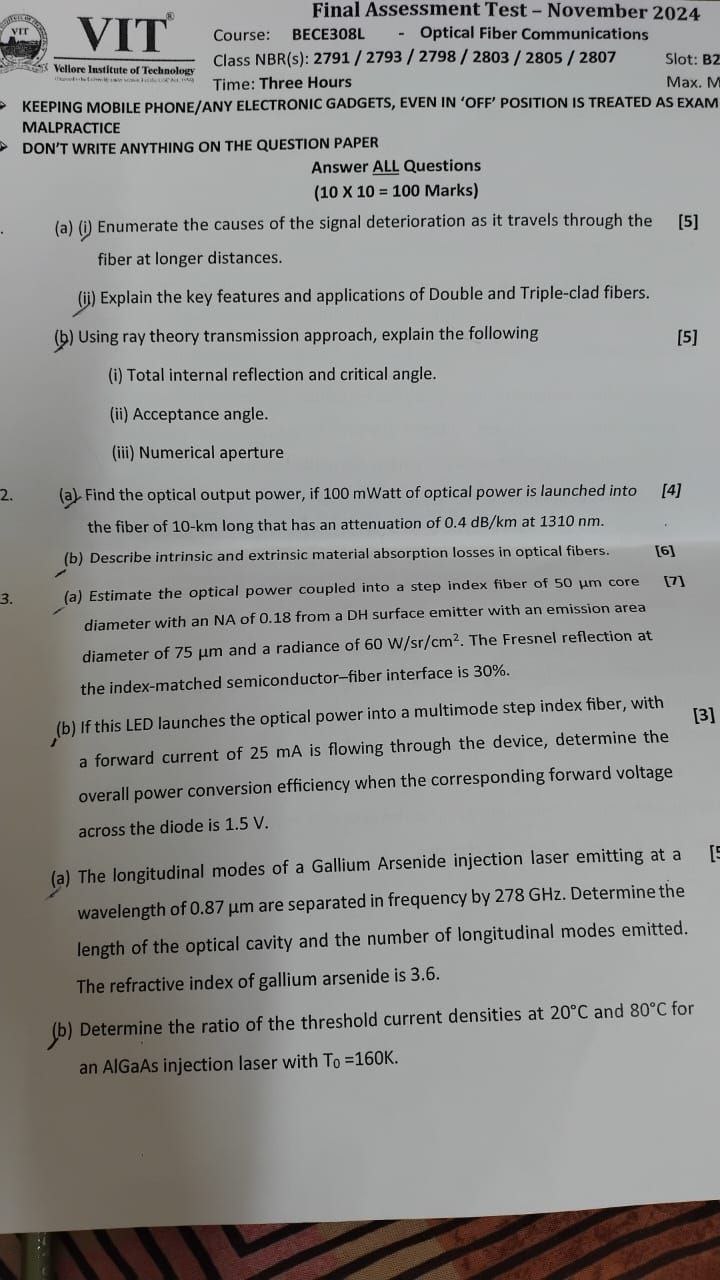 Final Assessment Test – November 2024
VIT®
VIT
Course: BECE308L - Optical Fiber Communications
Class NBR(s): 2791 / 2793 / 2798 / 2803 / 2805 / 2807 Slot: B2
Vellore Institute of Technology
Time: Three Hours Max. M
➤ KEEPING MOBILE PHONE/ANY ELECTRONIC GADGETS, EVEN IN ‘OFF’ POSITION IS TREATED AS EXAM
MALPRACTICE
➤ DON’T WRITE ANYTHING ON THE QUESTION PAPER
Answer ALL Questions
(10 X 10 = 100 Marks)
. (a) (i) Enumerate the causes of the signal deterioration as it travels through the [5]
fiber at longer distances.
(ii) Explain the key features and applications of Double and Triple-clad fibers.
(b) Using ray theory transmission approach, explain the following [5]
(i) Total internal reflection and critical angle.
(ii) Acceptance angle.
(iii) Numerical aperture
2. (a) Find the optical output power, if 100 mWatt of optical power is launched into [4]
the fiber of 10-km long that has an attenuation of 0.4 dB/km at 1310 nm.
(b) Describe intrinsic and extrinsic material absorption losses in optical fibers. [6]
3. (a) Estimate the optical power coupled into a step index fiber of 50 µm core [7]
diameter with an NA of 0.18 from a DH surface emitter with an emission area
diameter of 75 µm and a radiance of 60 W/sr/cm². The Fresnel reflection at
the index-matched semiconductor–fiber interface is 30%.
(b) If this LED launches the optical power into a multimode step index fiber, with [3]
a forward current of 25 mA is flowing through the device, determine the
overall power conversion efficiency when the corresponding forward voltage
across the diode is 1.5 V.
(a) The longitudinal modes of a Gallium Arsenide injection laser emitting at a [5
wavelength of 0.87 µm are separated in frequency by 278 GHz. Determine the
length of the optical cavity and the number of longitudinal modes emitted.
The refractive index of gallium arsenide is 3.6.
(b) Determine the ratio of the threshold current densities at 20°C and 80°C for
an AlGaAs injection laser with T₀ =160K.